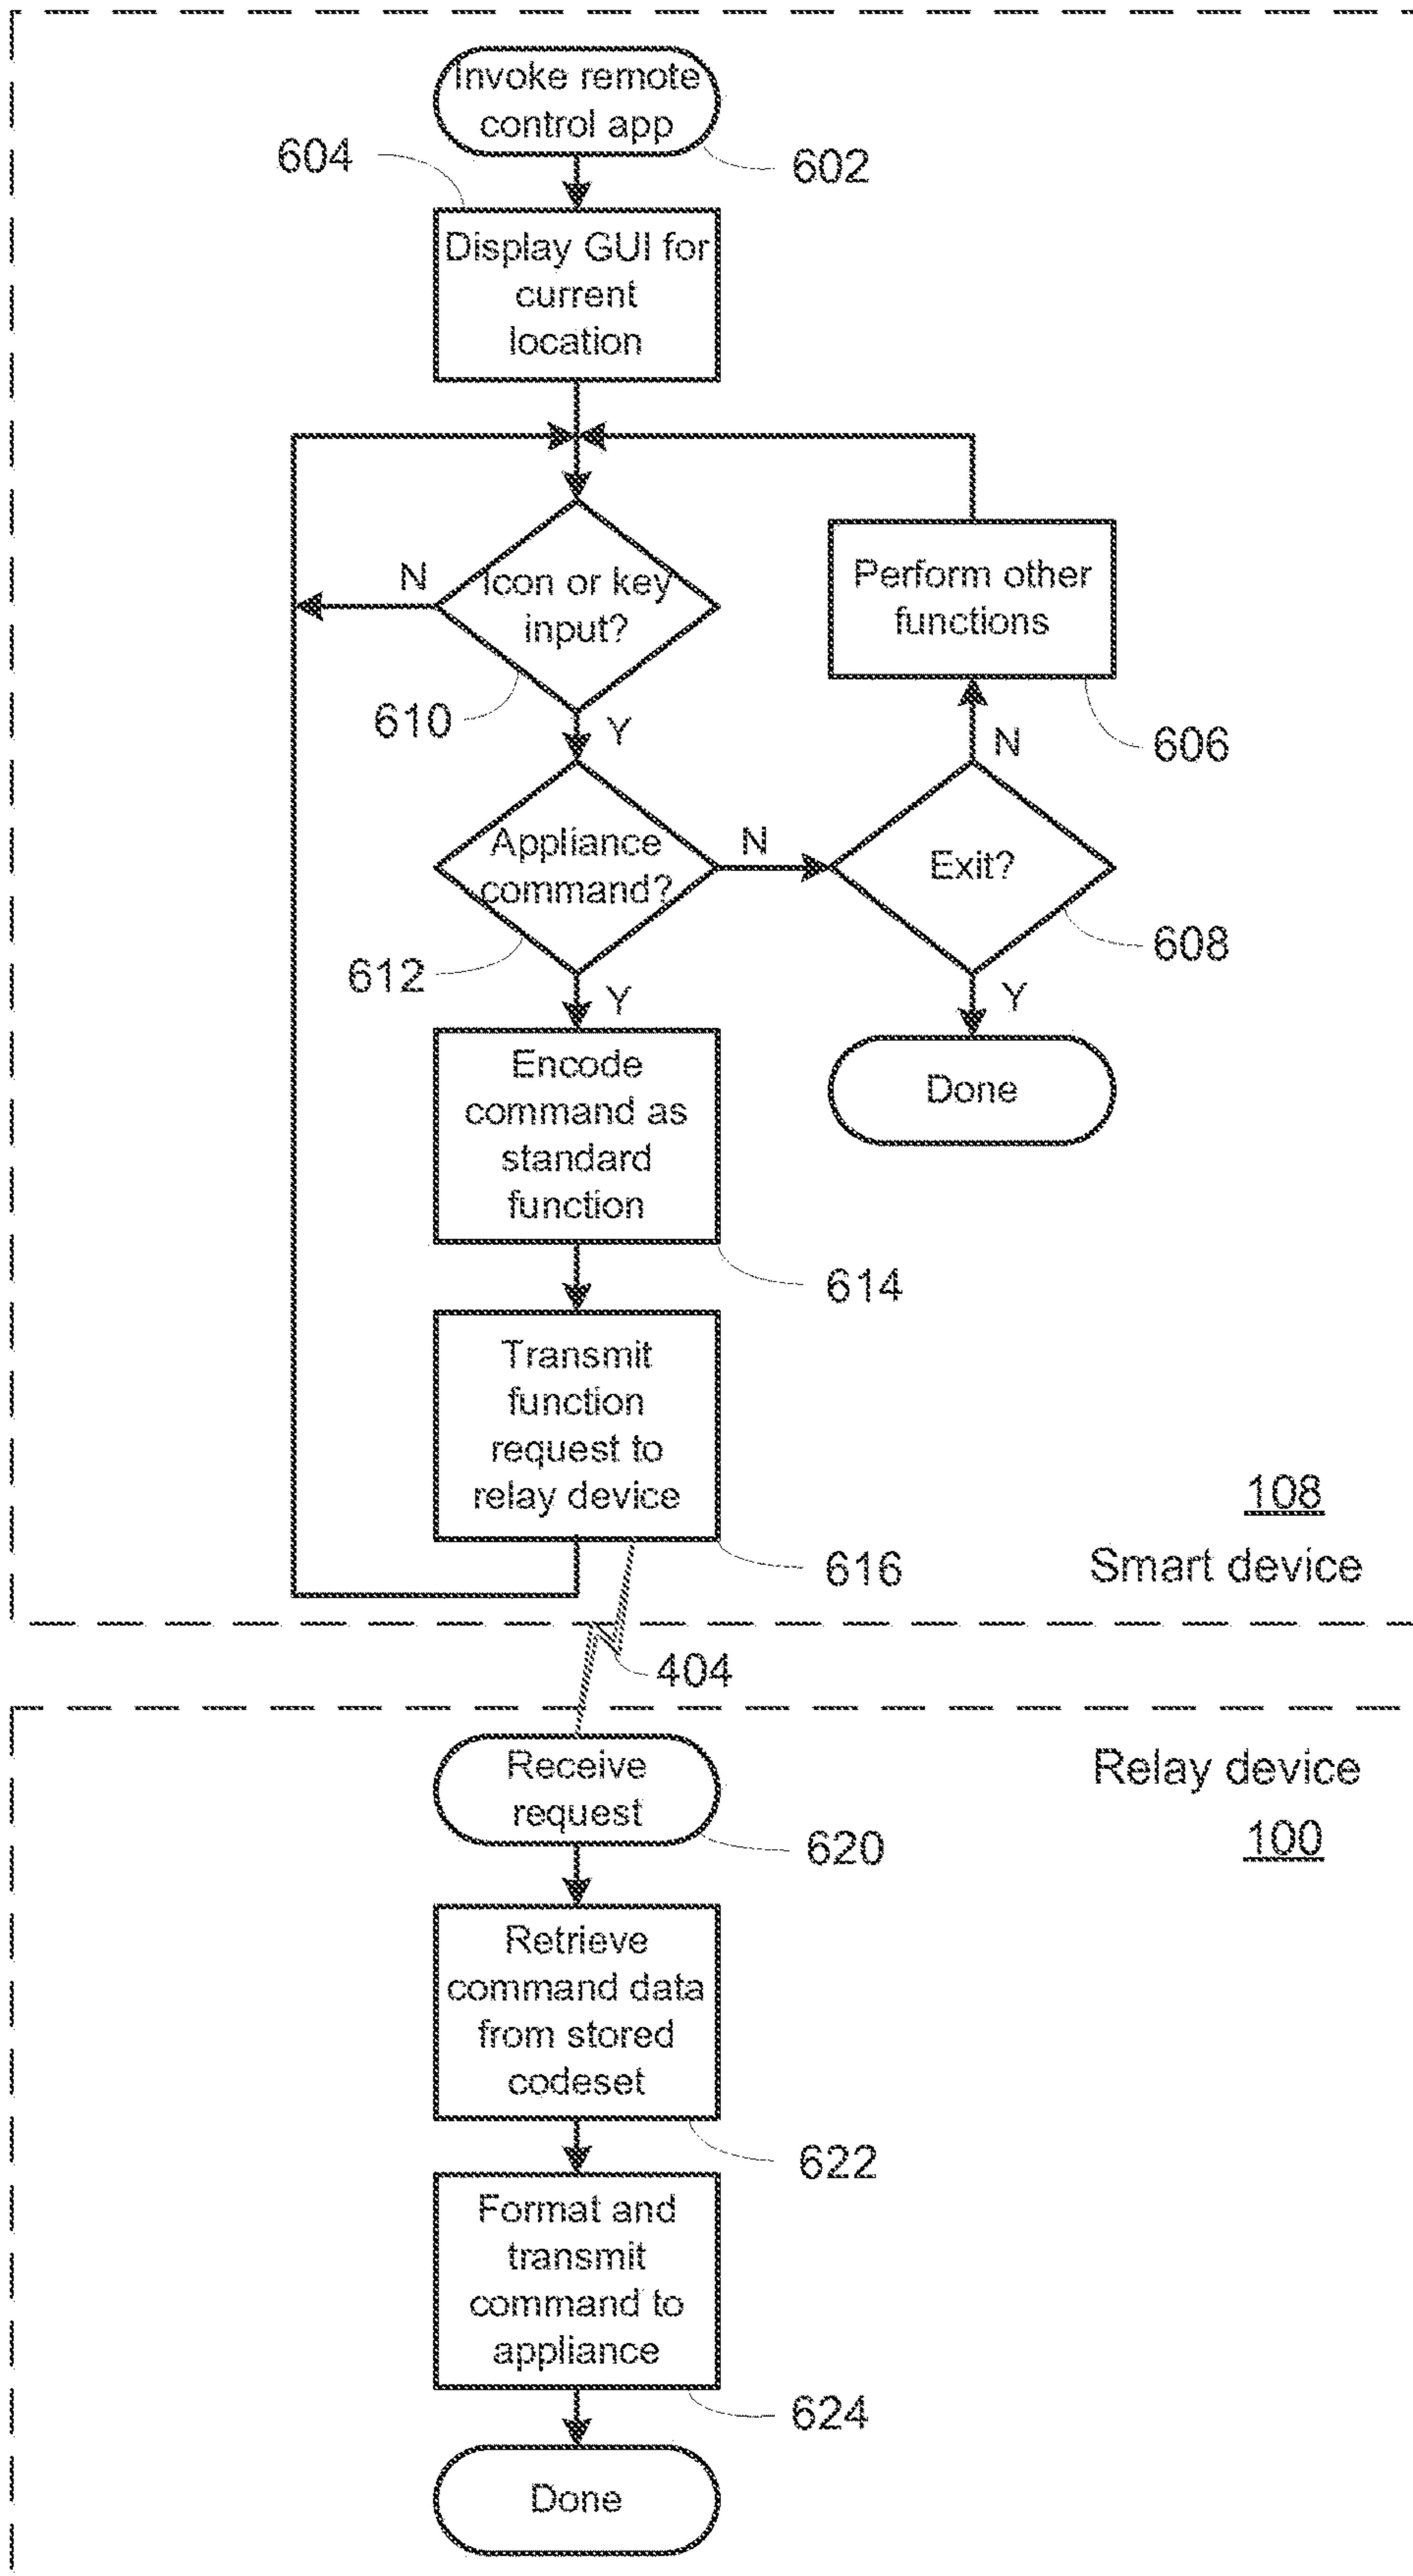 Invoke remote
control app
602
604
Display GUI for
current
location
N
Icon or key
input?
610
Y
Perform other
functions
606
N
Appliance
command?
612
N
Exit?
608
Y
Y
Encode
command as
standard
function
614
Done
Transmit
function
request to
relay device
616
108
Smart device
404
Relay device
100
Receive
request
620
Retrieve
command data
from stored
codeset
622
Format and
transmit
command to
appliance
624
Done